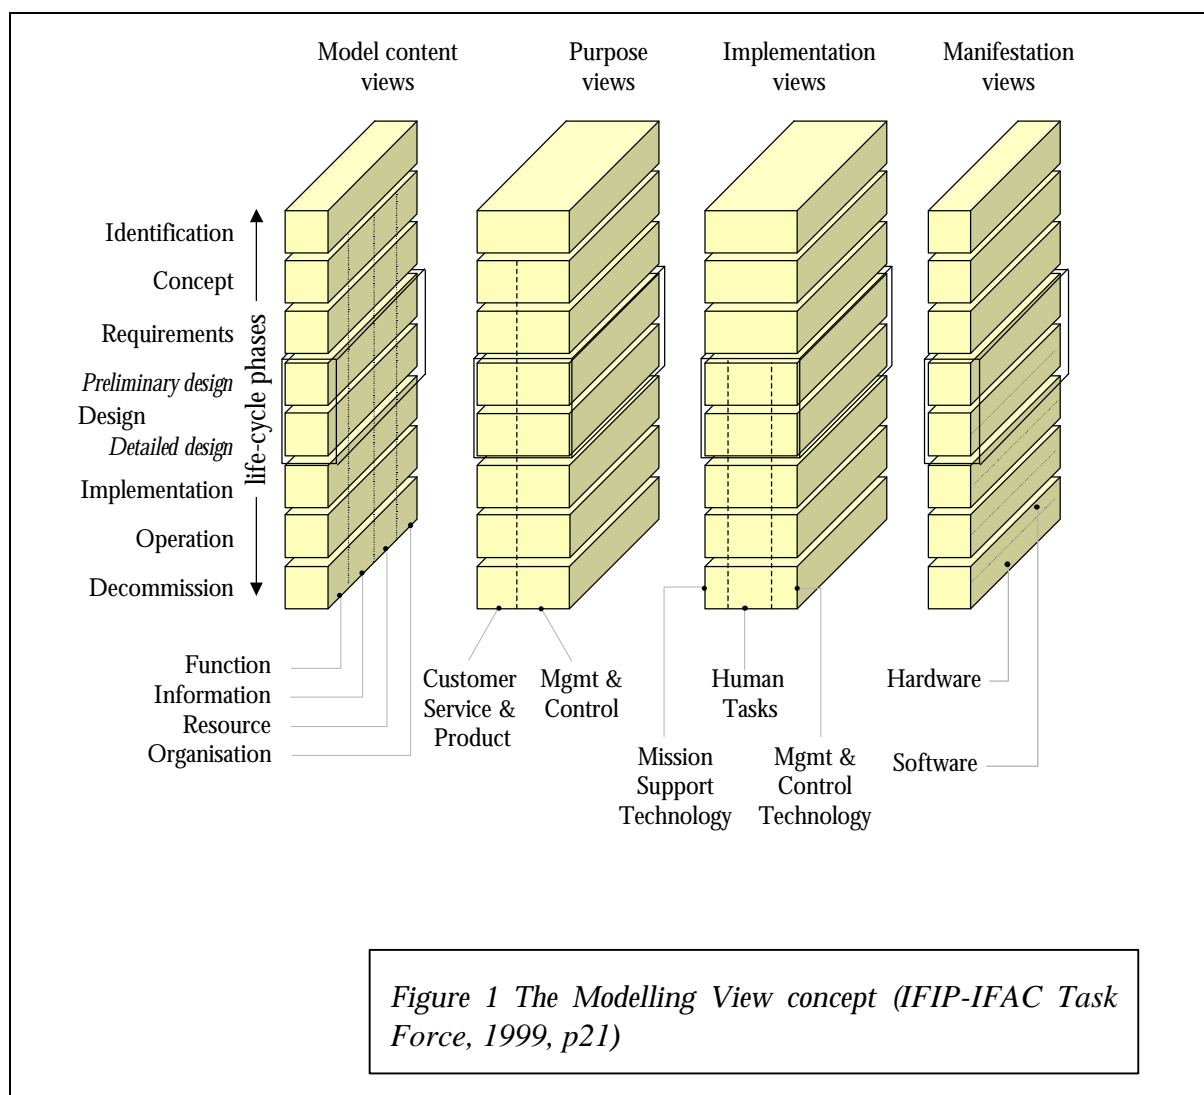 Model content
views
Purpose
views
Implementation
views
Manifestation
views
life-cycle phases
Identification
Concept
Requirements
Preliminary design
Design
Detailed design
Implementation
Operation
Decommission
Function
Information
Resource
Organisation
Customer
Service &
Product
Mgmt &
Control
Human
Tasks
Mission
Support
Technology
Mgmt &
Control
Technology
Hardware
Software
Figure 1 The Modelling View concept (IFIP-IFAC Task
Force, 1999, p21)